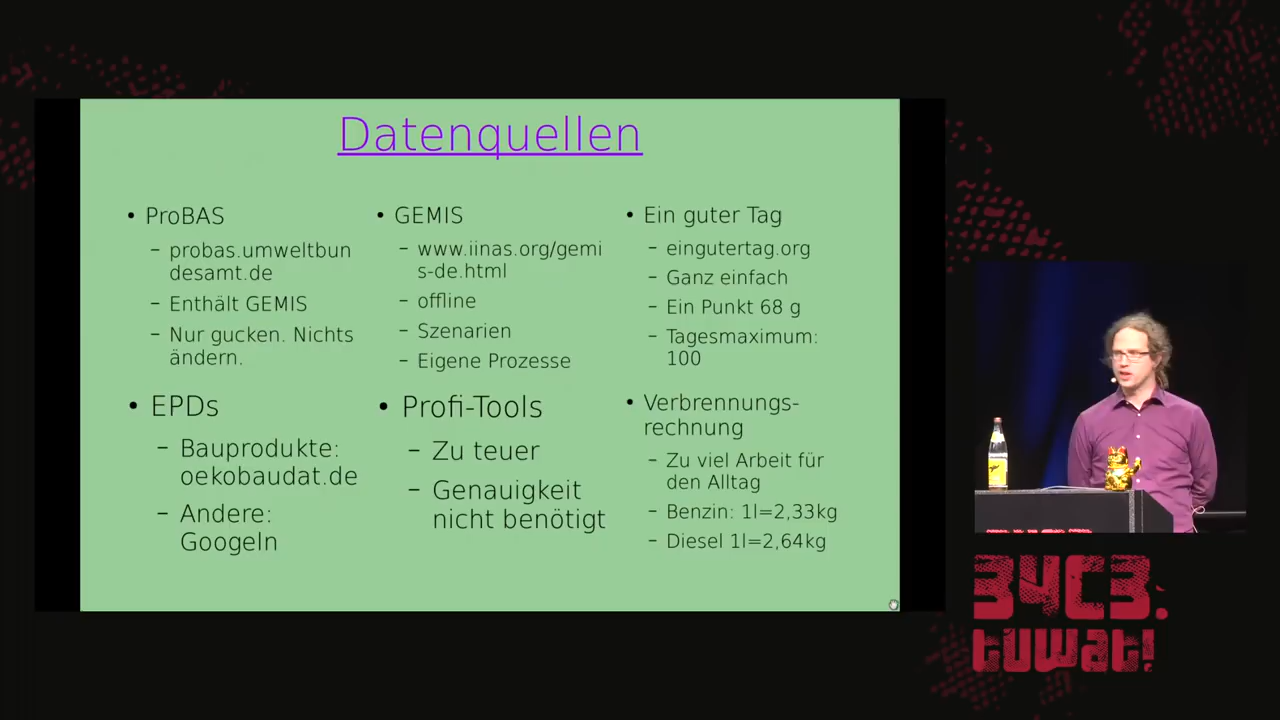 Datenquellen
• ProBAS
– probas.umweltbun
desamt.de
– Enthält GEMIS
– Nur gucken. Nichts
ändern.
• EPDs
– Bauprodukte:
oekobaudat.de
– Andere:
Googeln
• GEMIS
– www.iinas.org/gemi
s-de.html
– offline
– Szenarien
– Eigene Prozesse
• Profi-Tools
– Zu teuer
– Genauigkeit
nicht benötigt
• Ein guter Tag
– eingutertag.org
– Ganz einfach
– Ein Punkt 68 g
– Tagesmaximum:
100
• Verbrennungs-
rechnung
– Zu viel Arbeit für
den Alltag
– Benzin: 1l=2,33kg
– Diesel 1l=2,64kg
34C3.
tuwat!